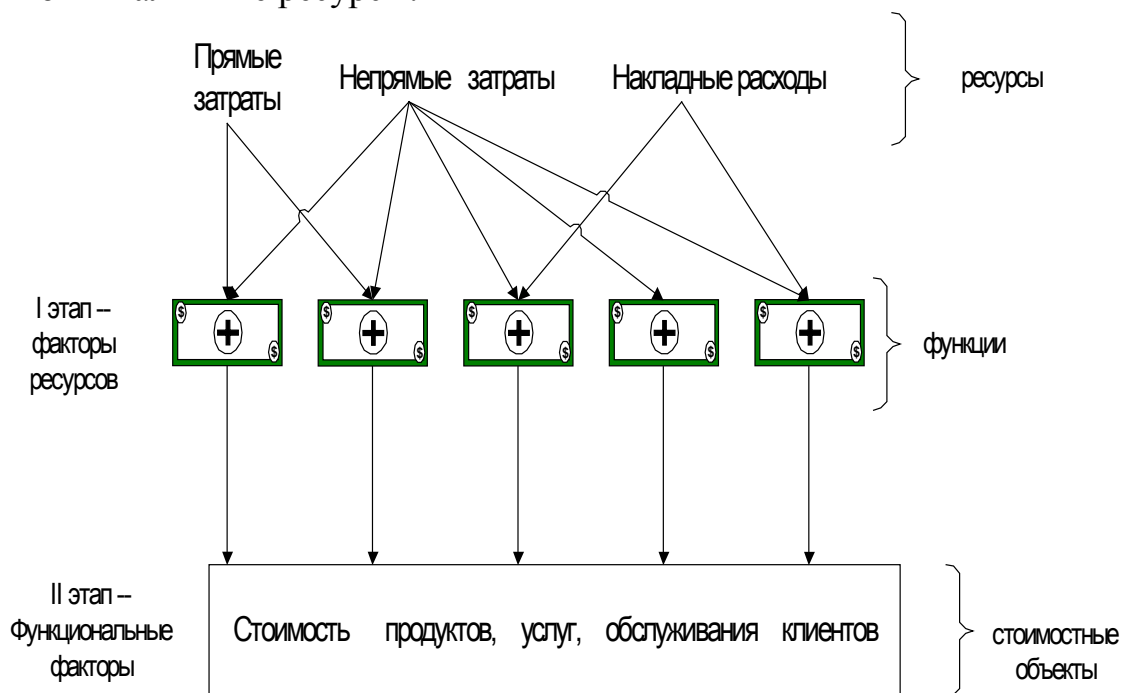 Прямые
затраты
Непрямые затраты
Накладные расходы
ресурсы
I этап --
факторы
ресурсов
$ + $
$ + $
$ + $
$ + $
$ + $
функции
II этап --
Функциональные
факторы
Стоимость продуктов, услуг, обслуживания клиентов
стоимостные
объекты